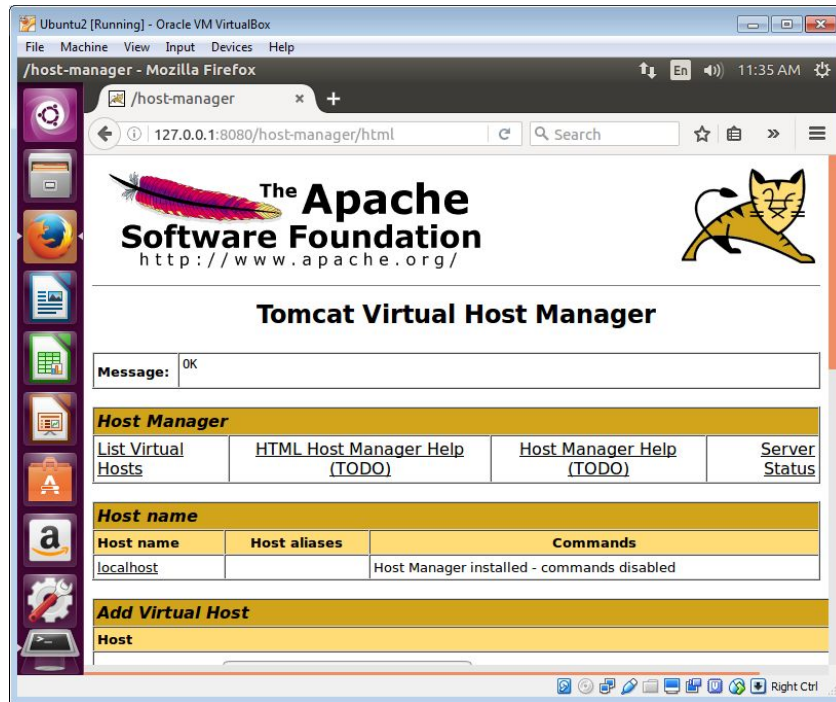 Ubuntu2 [Running] - Oracle VM VirtualBox
File Machine View Input Devices Help
/host-manager - Mozilla Firefox En 11:35 AM
/host-manager × +
127.0.0.1:8080/host-manager/html Search
The Apache
Software Foundation
http://www.apache.org/
Tomcat Virtual Host Manager
Message: OK
Host Manager
List Virtual Hosts HTML Host Manager Help (TODO) Host Manager Help (TODO) Server Status
Host name
Host name Host aliases Commands
localhost Host Manager installed - commands disabled
Add Virtual Host
Host
Right Ctrl